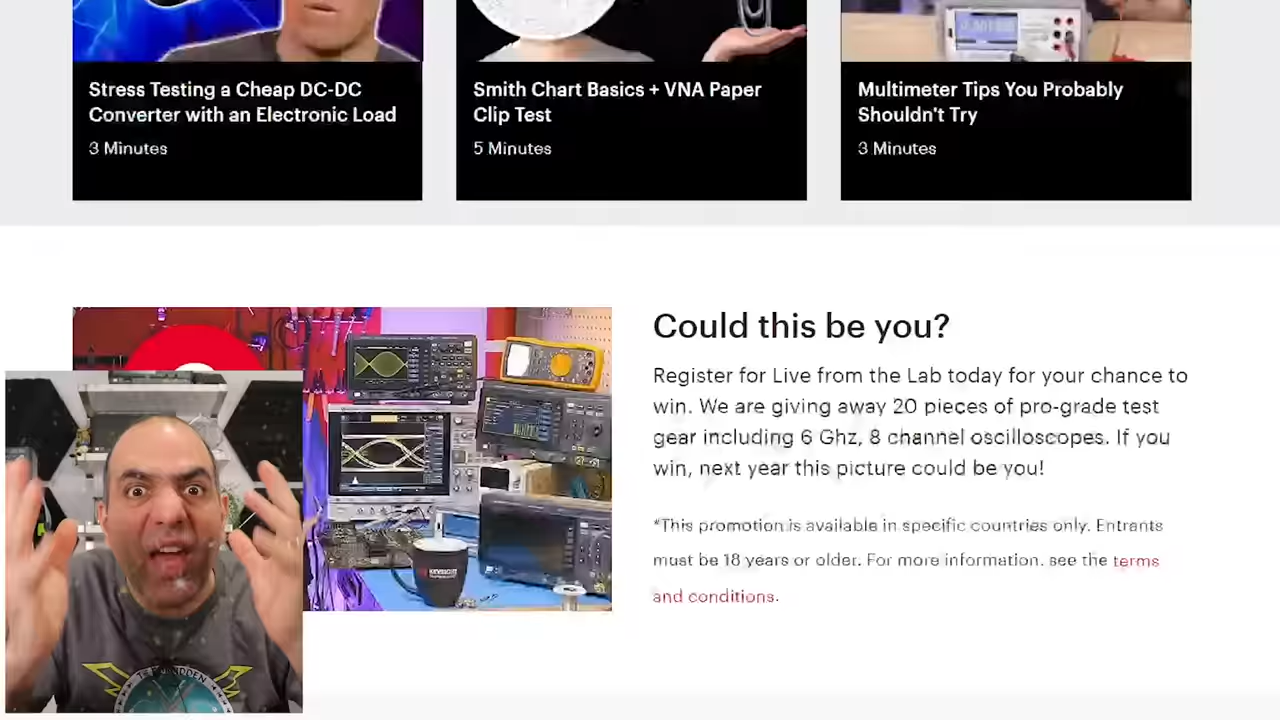 Stress Testing a Cheap DC-DC
Converter with an Electronic Load
3 Minutes
Smith Chart Basics + VNA Paper
Clip Test
5 Minutes
Multimeter Tips You Probably
Shouldn't Try
3 Minutes
Could this be you?
Register for Live from the Lab today for your chance to
win. We are giving away 20 pieces of pro-grade test
gear including 6 Ghz, 8 channel oscilloscopes. If you
win, next year this picture could be you!
*This promotion is available in specific countries only. Entrants
must be 18 years or older. For more information, see the terms
and conditions.
KEYSIGHT